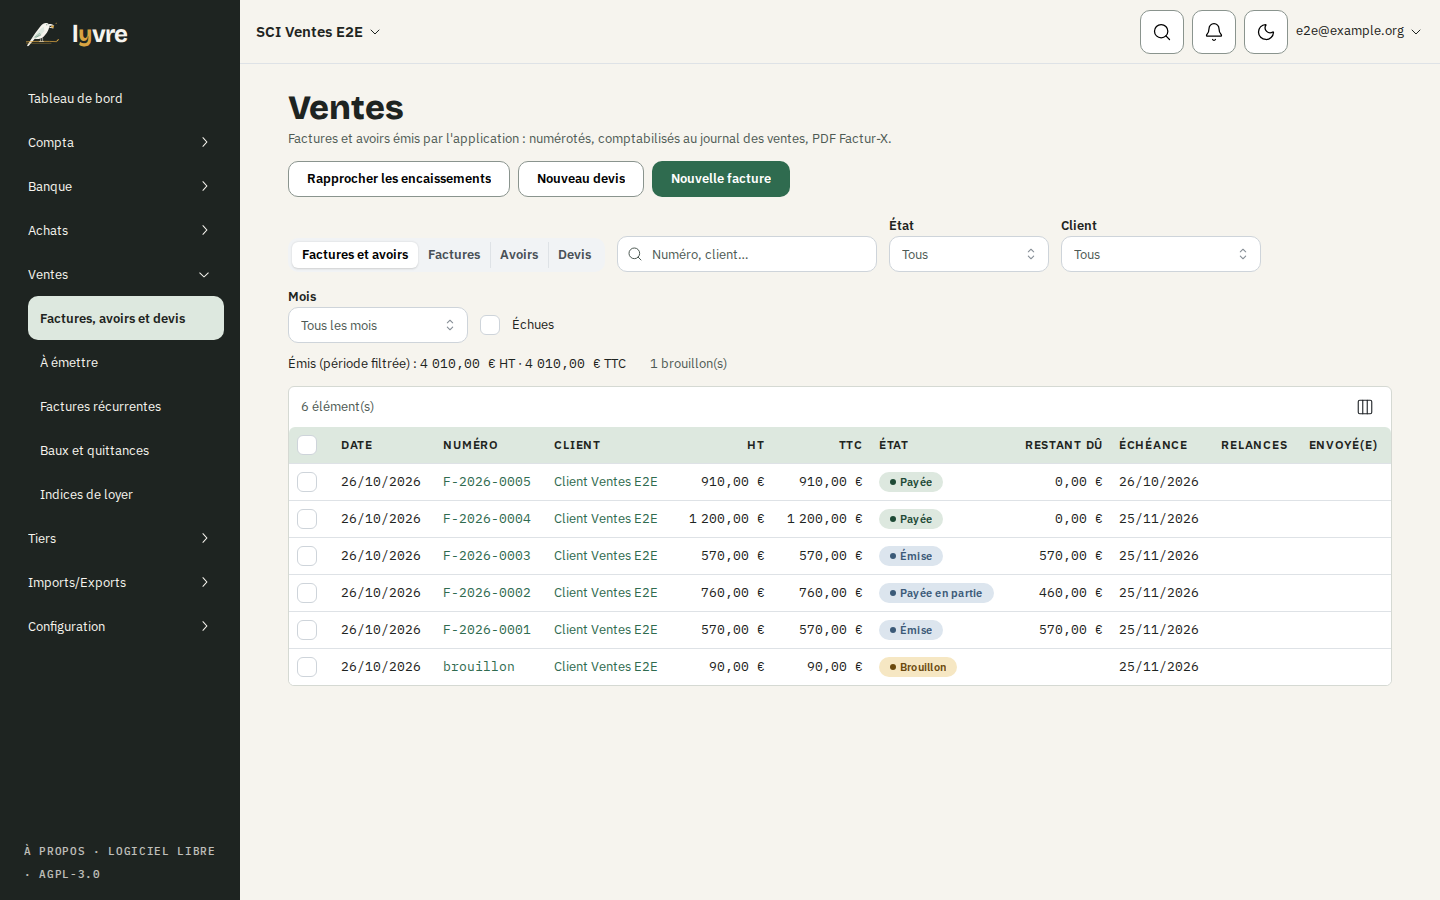 lyvre
SCI Ventes E2E
e2e@example.org
Tableau de bord
Compta
Banque
Achats
Ventes
Factures, avoirs et devis
À émettre
Factures récurrentes
Baux et quittances
Indices de loyer
Tiers
Imports/Exports
Configuration
À PROPOS · LOGICIEL LIBRE
· AGPL-3.0
Ventes
Factures et avoirs émis par l'application : numérotés, comptabilisés au journal des ventes, PDF Factur-X.
Rapprocher les encaissements
Nouveau devis
Nouvelle facture
Factures et avoirs
Factures
Avoirs
Devis
Numéro, client...
État
Tous
Client
Tous
Mois
Tous les mois
Échues
Émis (période filtrée) : 4 010,00 € HT · 4 010,00 € TTC 1 brouillon(s)
6 élément(s)
DATE NUMÉRO CLIENT HT TTC ÉTAT RESTANT DÛ ÉCHÉANCE RELANCES ENVOYÉ(E)
26/10/2026 F-2026-0005 Client Ventes E2E 910,00 € 910,00 € Payée 0,00 € 26/10/2026
26/10/2026 F-2026-0004 Client Ventes E2E 1 200,00 € 1 200,00 € Payée 0,00 € 25/11/2026
26/10/2026 F-2026-0003 Client Ventes E2E 570,00 € 570,00 € Émise 570,00 € 25/11/2026
26/10/2026 F-2026-0002 Client Ventes E2E 760,00 € 760,00 € Payée en partie 460,00 € 25/11/2026
26/10/2026 F-2026-0001 Client Ventes E2E 570,00 € 570,00 € Émise 570,00 € 25/11/2026
26/10/2026 brouillon Client Ventes E2E 90,00 € 90,00 € Brouillon 25/11/2026